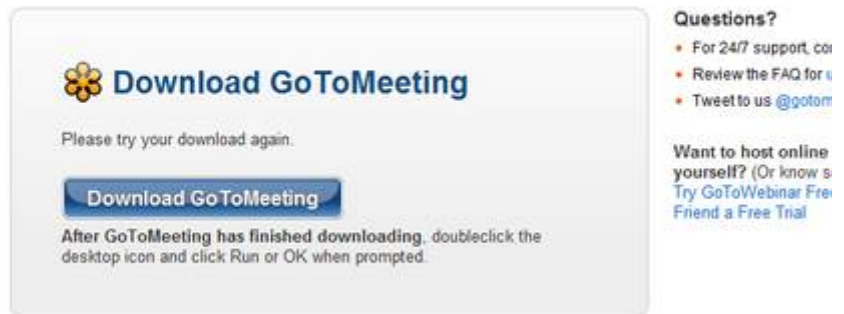 Download GoToMeeting
Please try your download again.
Download GoToMeeting
After GoToMeeting has finished downloading, doubleclick the
desktop icon and click Run or OK when prompted.
Questions?
For 24/7 support,
Review the FAQ for
Tweet to us @gotom
Want to host online
yourself? (Or know
Try GoToWebinar
Friend a Free Trial